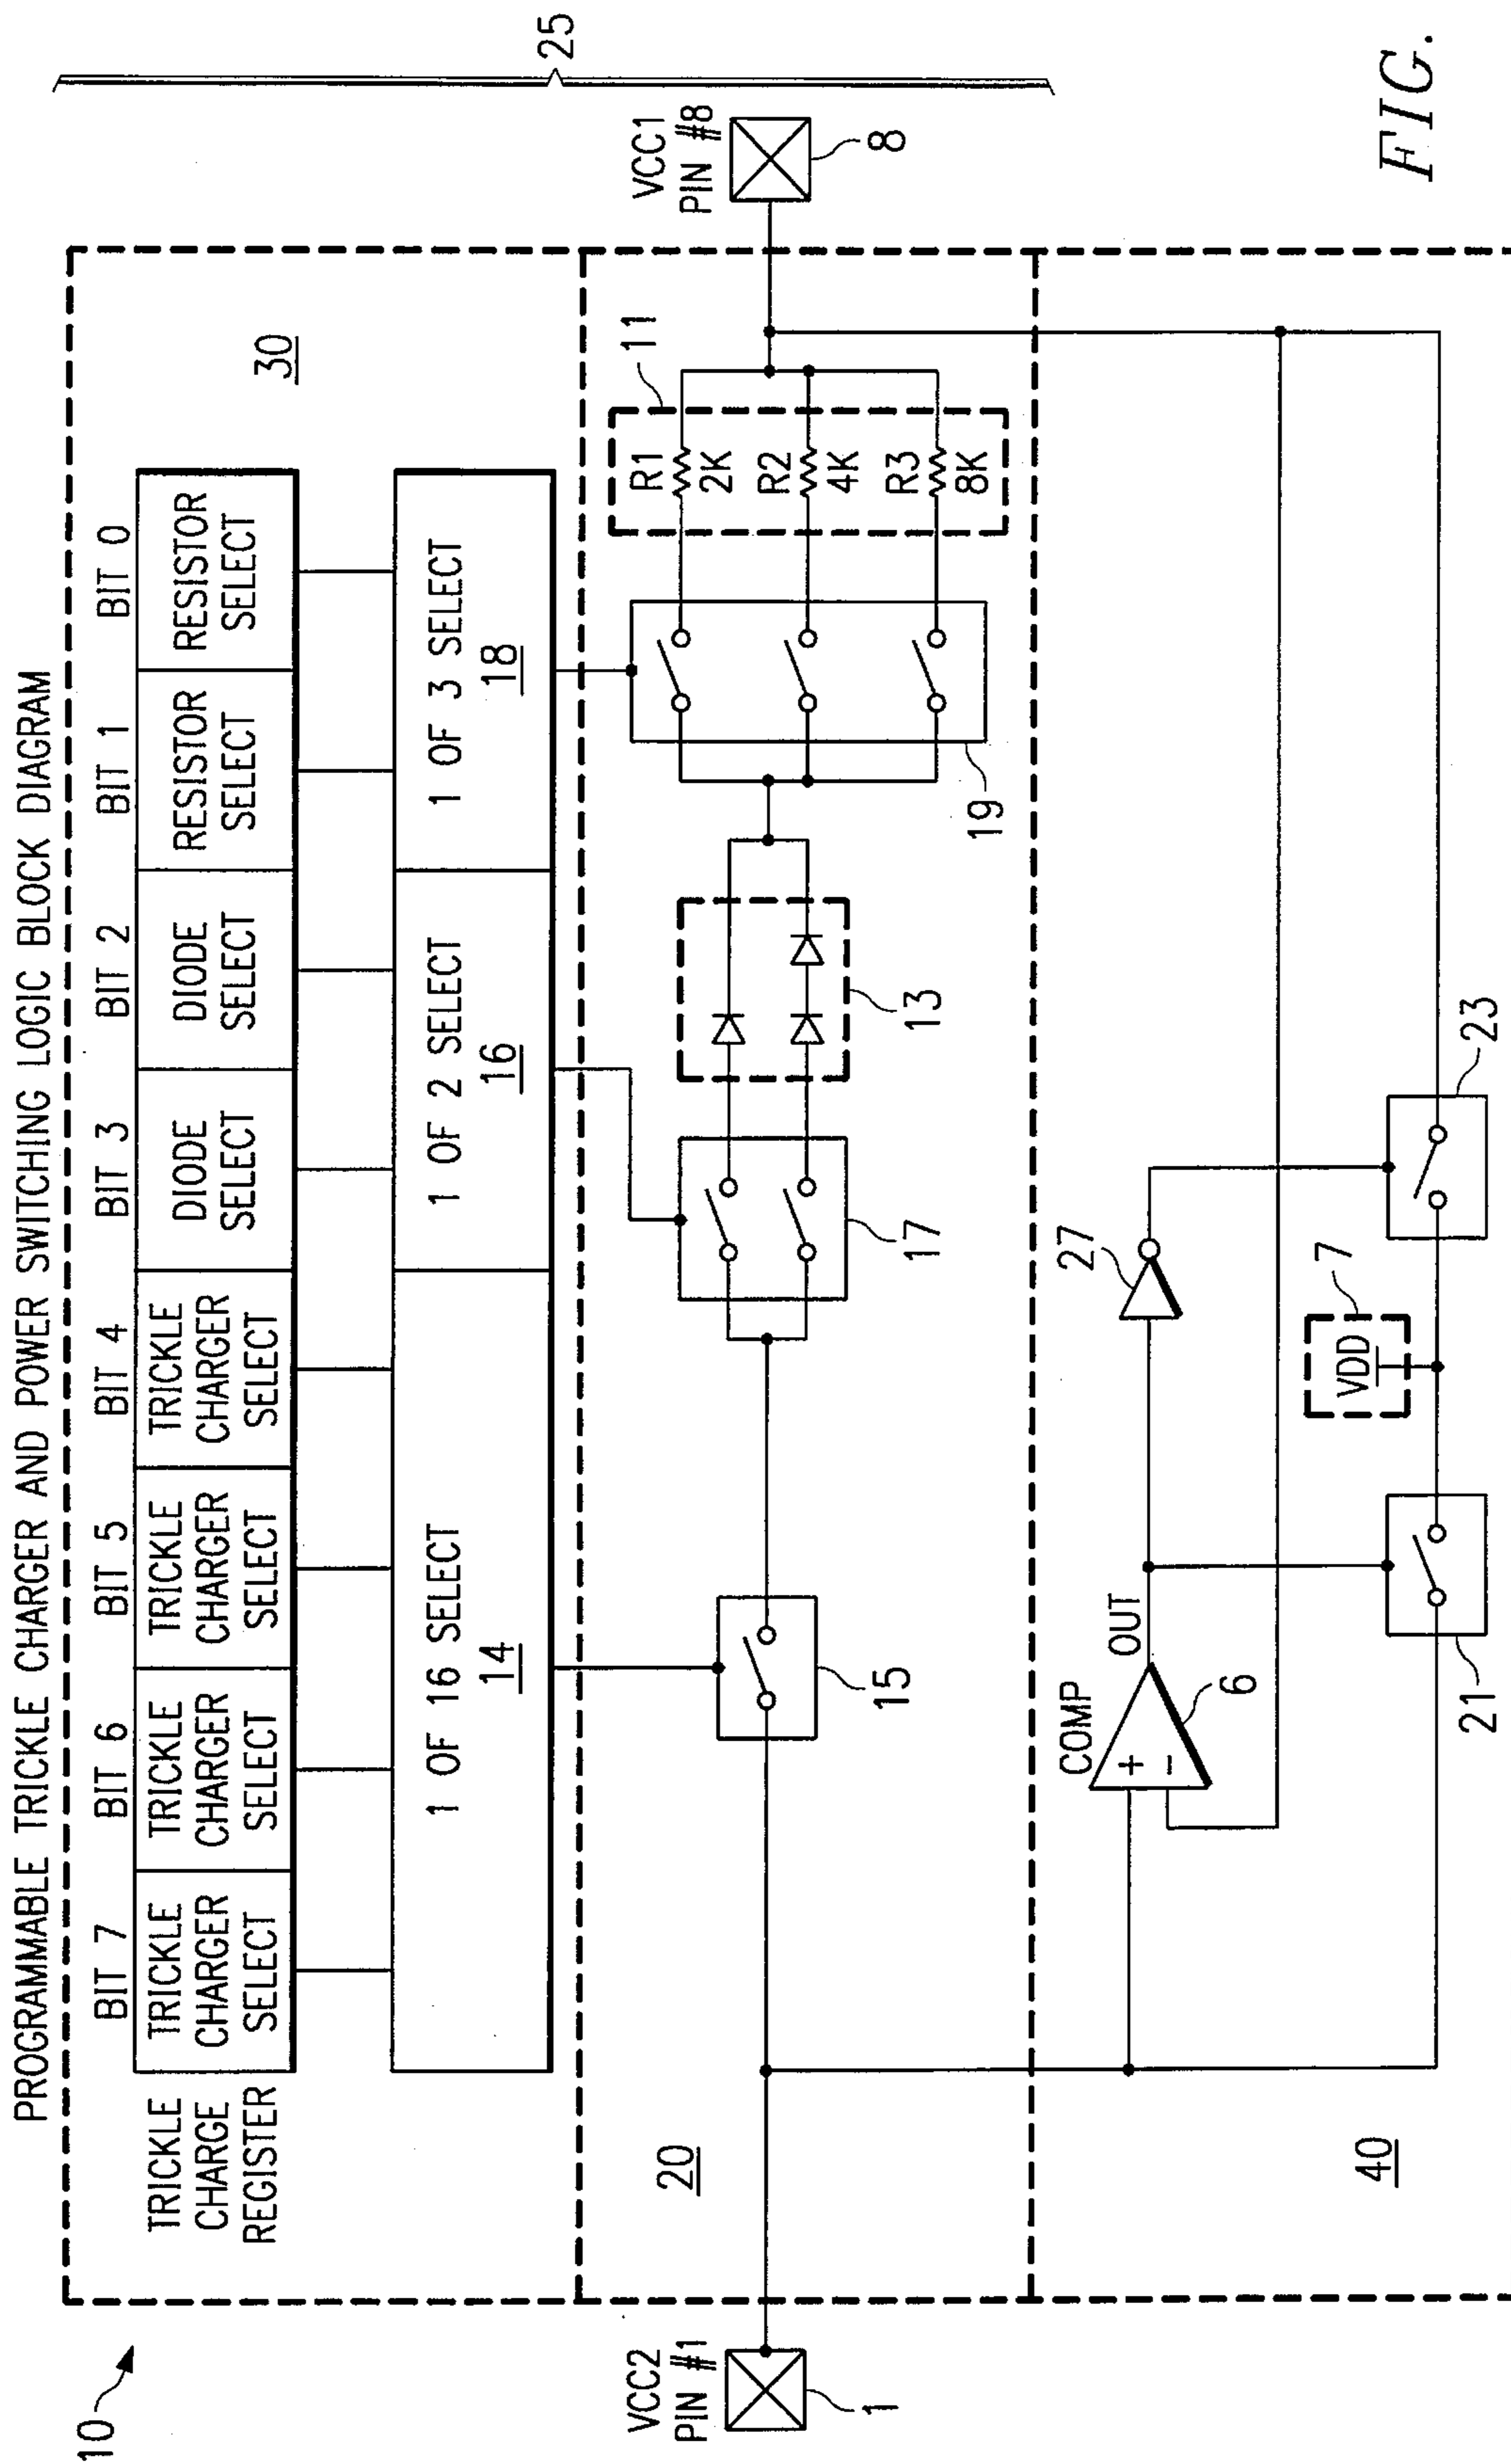 PROGRAMMABLE TRICKLE CHARGER AND POWER SWITCHING LOGIC BLOCK DIAGRAM
10
TRICKLE
CHARGE
REGISTER
BIT 7
BIT 6
BIT 5
BIT 4
BIT 3
BIT 2
BIT 1
BIT 0
TRICKLE
CHARGER
SELECT
TRICKLE
CHARGER
SELECT
TRICKLE
CHARGER
SELECT
TRICKLE
CHARGER
SELECT
DIODE
SELECT
DIODE
SELECT
RESISTOR
SELECT
RESISTOR
SELECT
30
1 OF 16 SELECT
14
1 OF 2 SELECT
16
1 OF 3 SELECT
18
25
VCC2
PIN #1
1
20
15
17
13
19
11
R1
2K
R2
4K
R3
8K
VCC1
PIN #8
8
COMP
+
-
OUT
6
27
7
VDD
21
23
40
FIG.